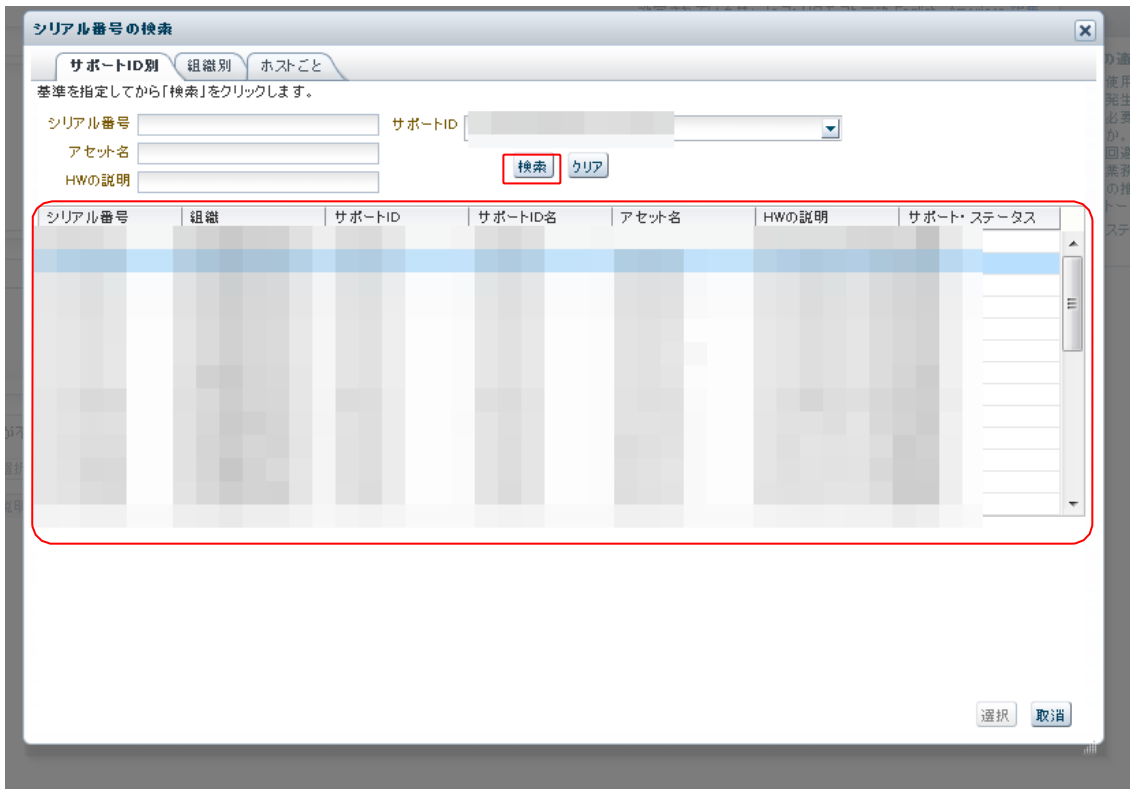 シリアル番号の検索
サポートID別 組織別 ホストごと
基準を指定してから「検索」をクリックします。
シリアル番号 サポートID
アセット名
検索 クリア
HWの説明
シリアル番号 組織 サポートID サポートID名 アセット名 HWの説明 サポート・ステータス
選択 取消